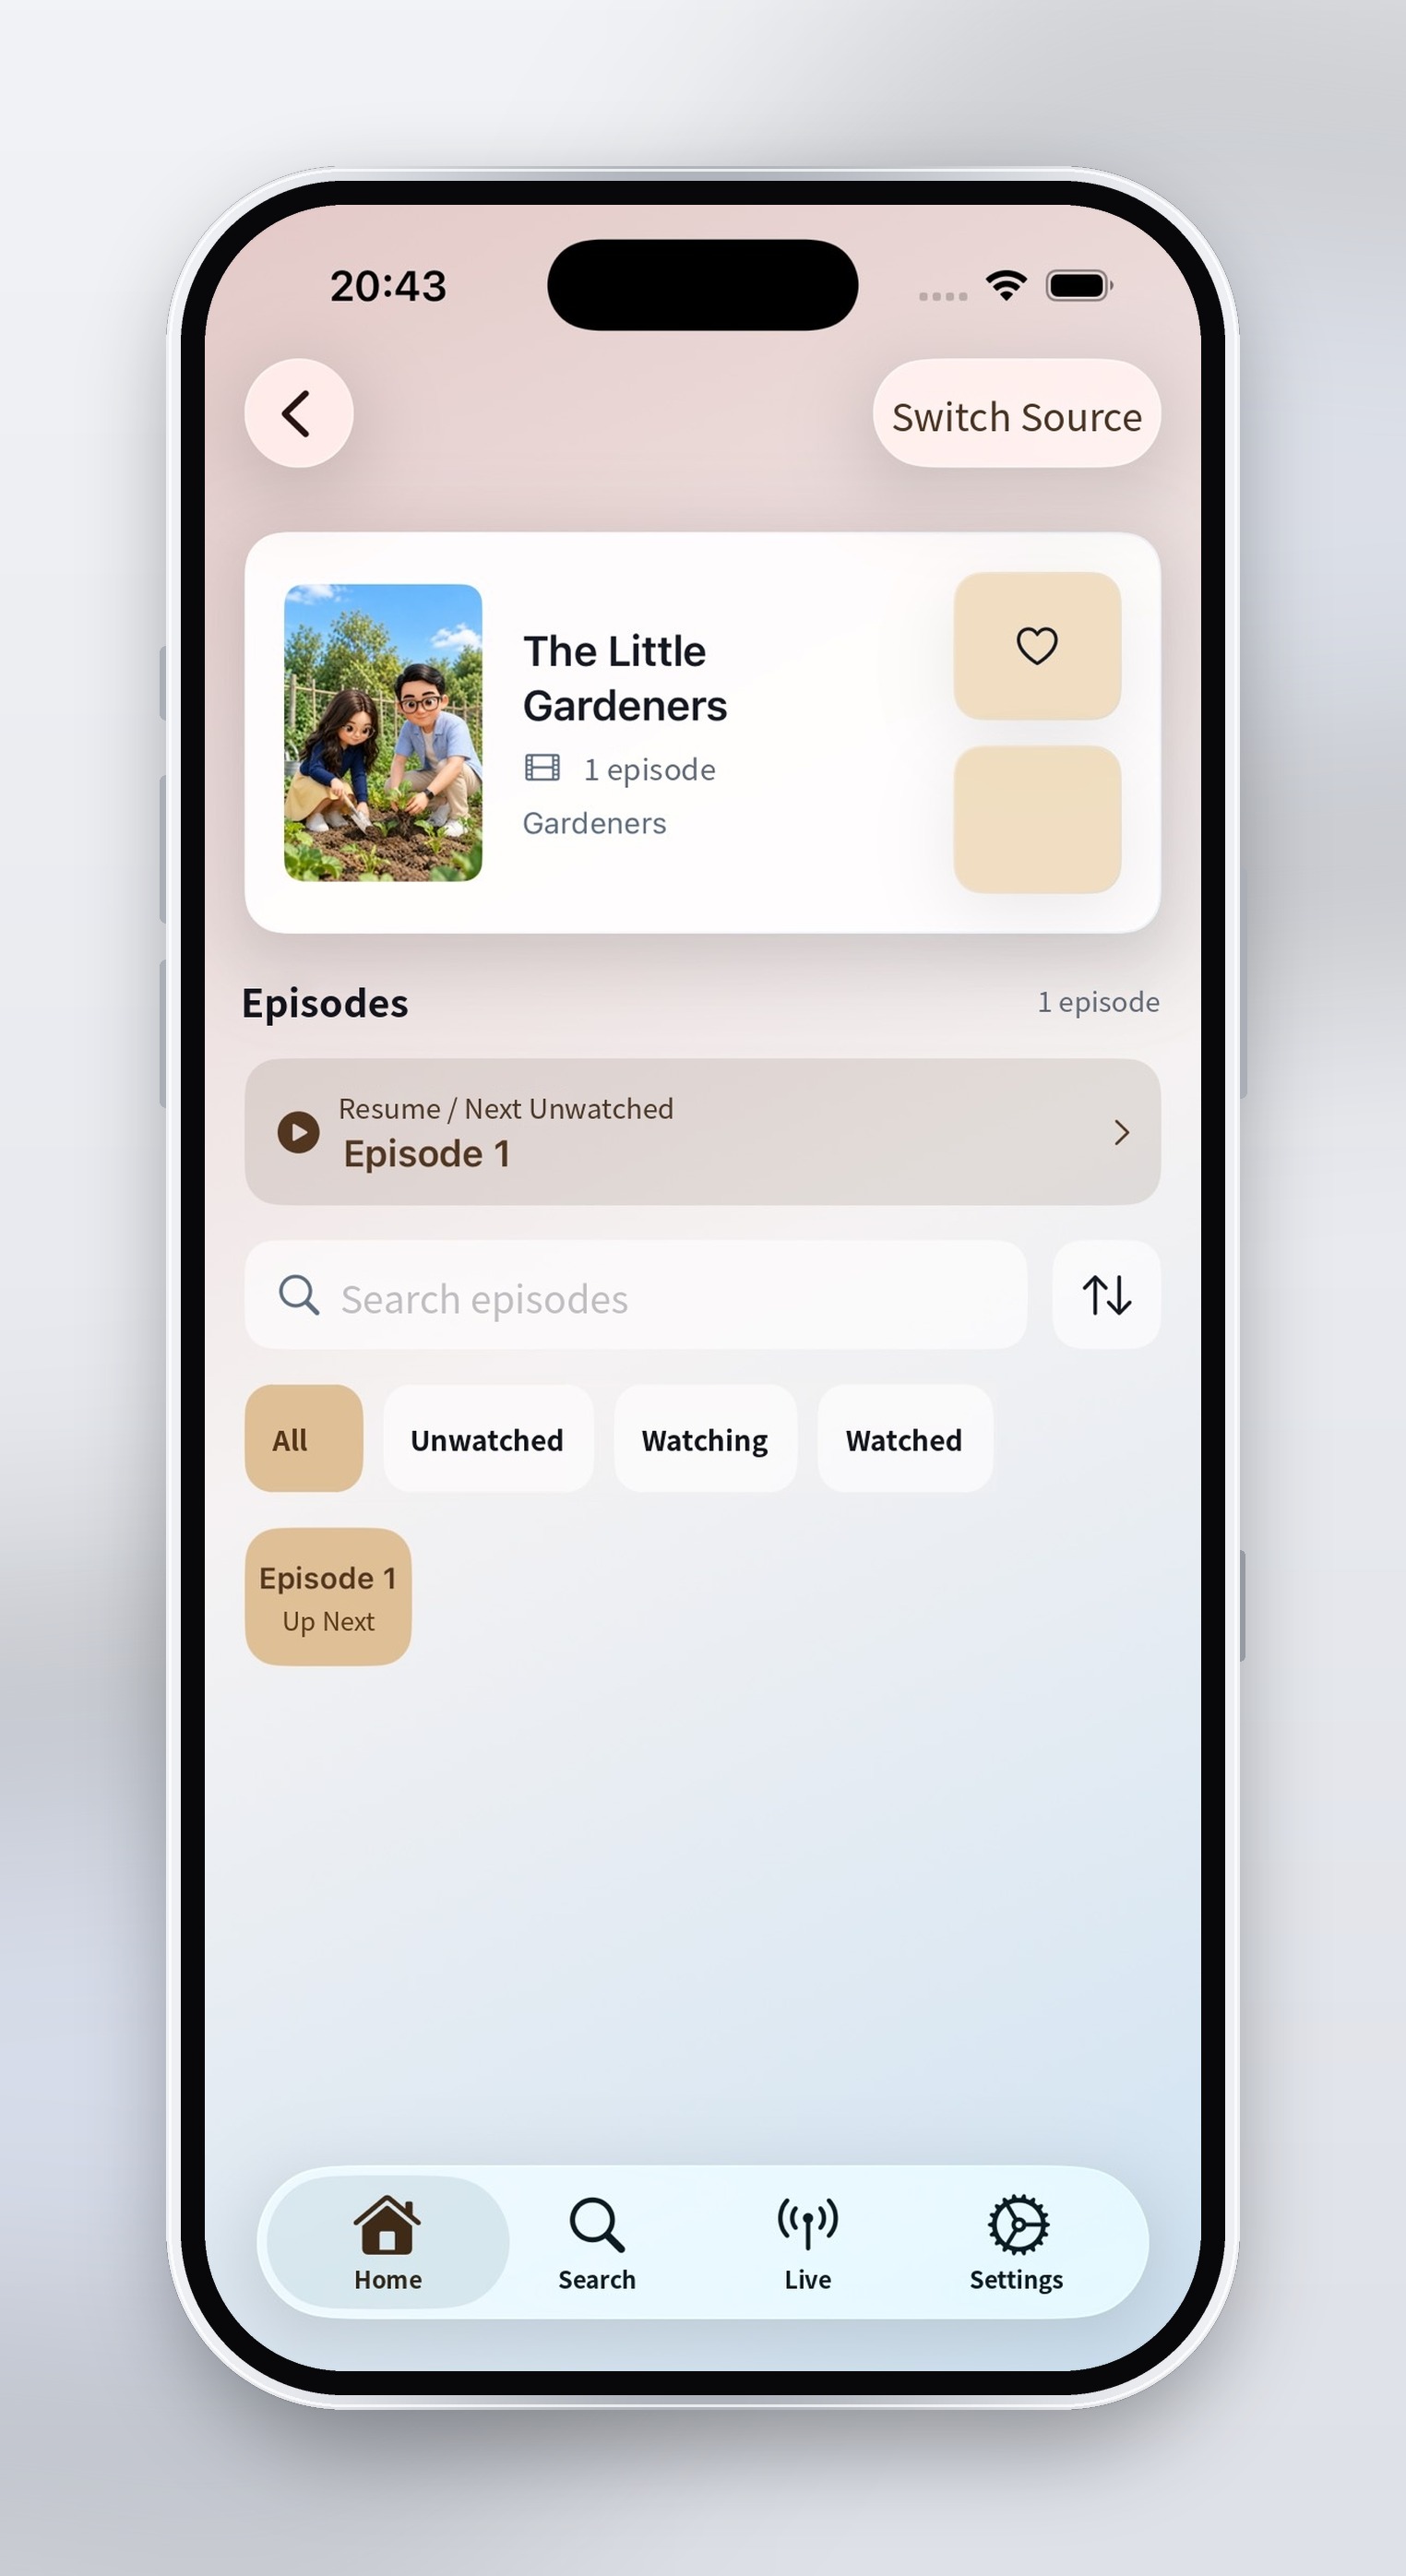 20:43
Switch Source
The Little
Gardeners
1 episode
Gardeners
Episodes
1 episode
Resume / Next Unwatched
Episode 1
Search episodes
All
Unwatched
Watching
Watched
Episode 1
Up Next
Home
Search
Live
Settings